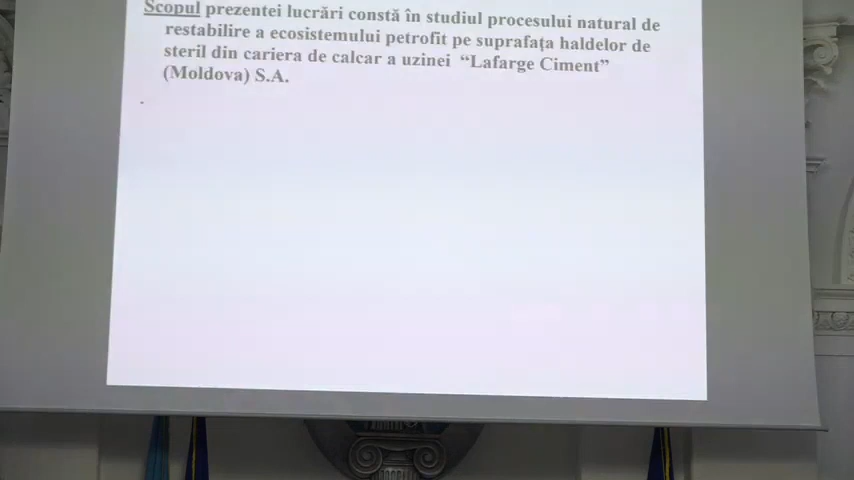 Scopul prezentei lucrări constă în studiul procesului natural de
restabilire a ecosistemului petrofit pe suprafaţa haldelor de
steril din cariera de calcar a uzinei “Lafarge Ciment”
(Moldova) S.A.
.